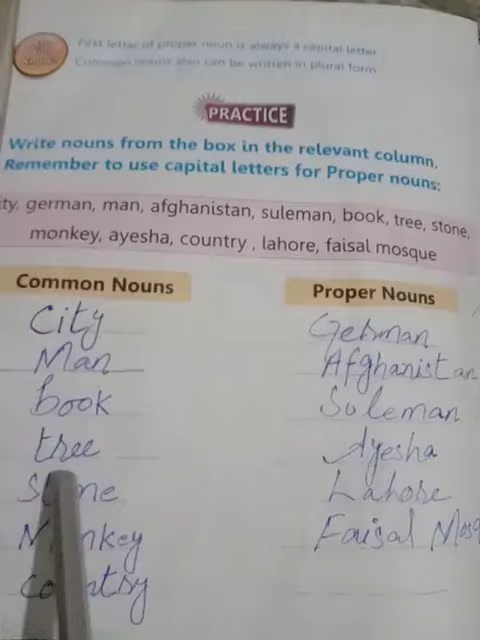 First letter of proper noun is always a capital letter
Common nouns also can be written in plural form
PRACTICE
Write nouns from the box in the relevant column.
Remember to use capital letters for Proper nouns:
ty, german, man, afghanistan, suleman, book, tree, stone,
monkey, ayesha, country , lahore, faisal mosque
Common Nouns
Proper Nouns
City
German
Man
Afghanistan
book
Suleman
tree
Ayesha
Lahore
Faisal Mosq